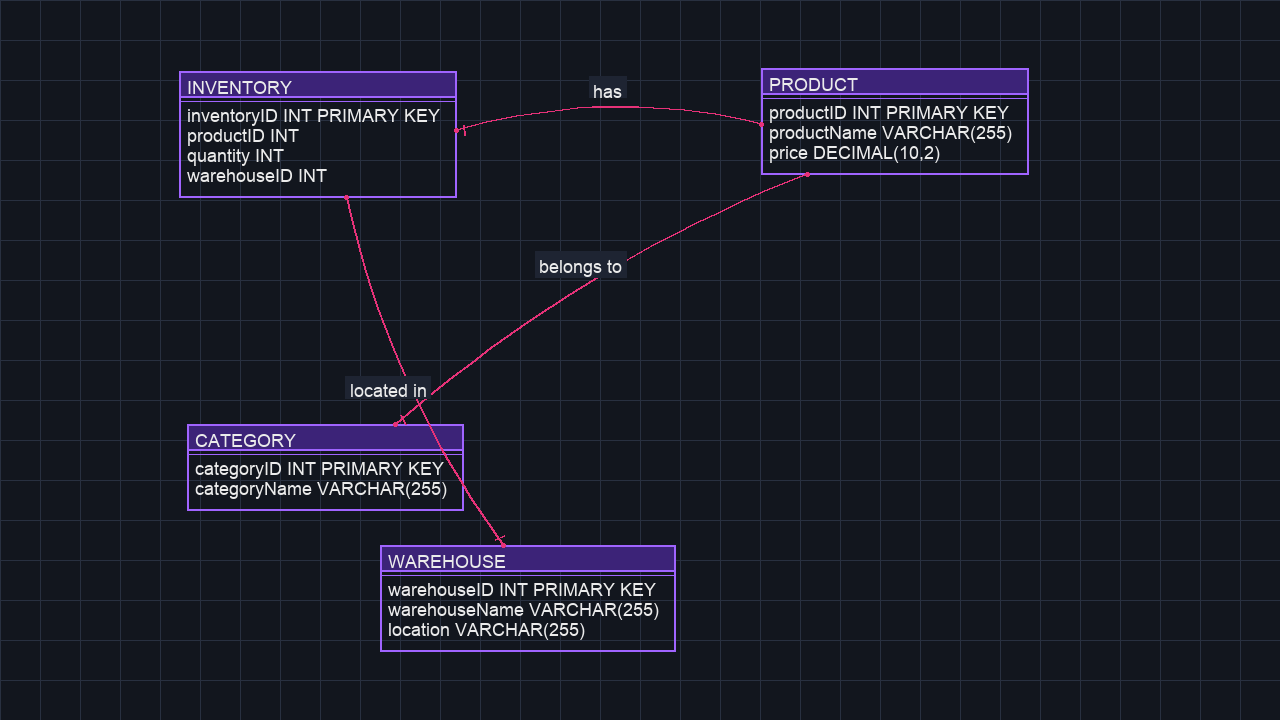 INVENTORY
inventoryID INT PRIMARY KEY
productID INT
quantity INT
warehouseID INT
has
PRODUCT
productID INT PRIMARY KEY
productName VARCHAR(255)
price DECIMAL(10,2)
belongs to
located in
CATEGORY
categoryID INT PRIMARY KEY
categoryName VARCHAR(255)
WAREHOUSE
warehouseID INT PRIMARY KEY
warehouseName VARCHAR(255)
location VARCHAR(255)